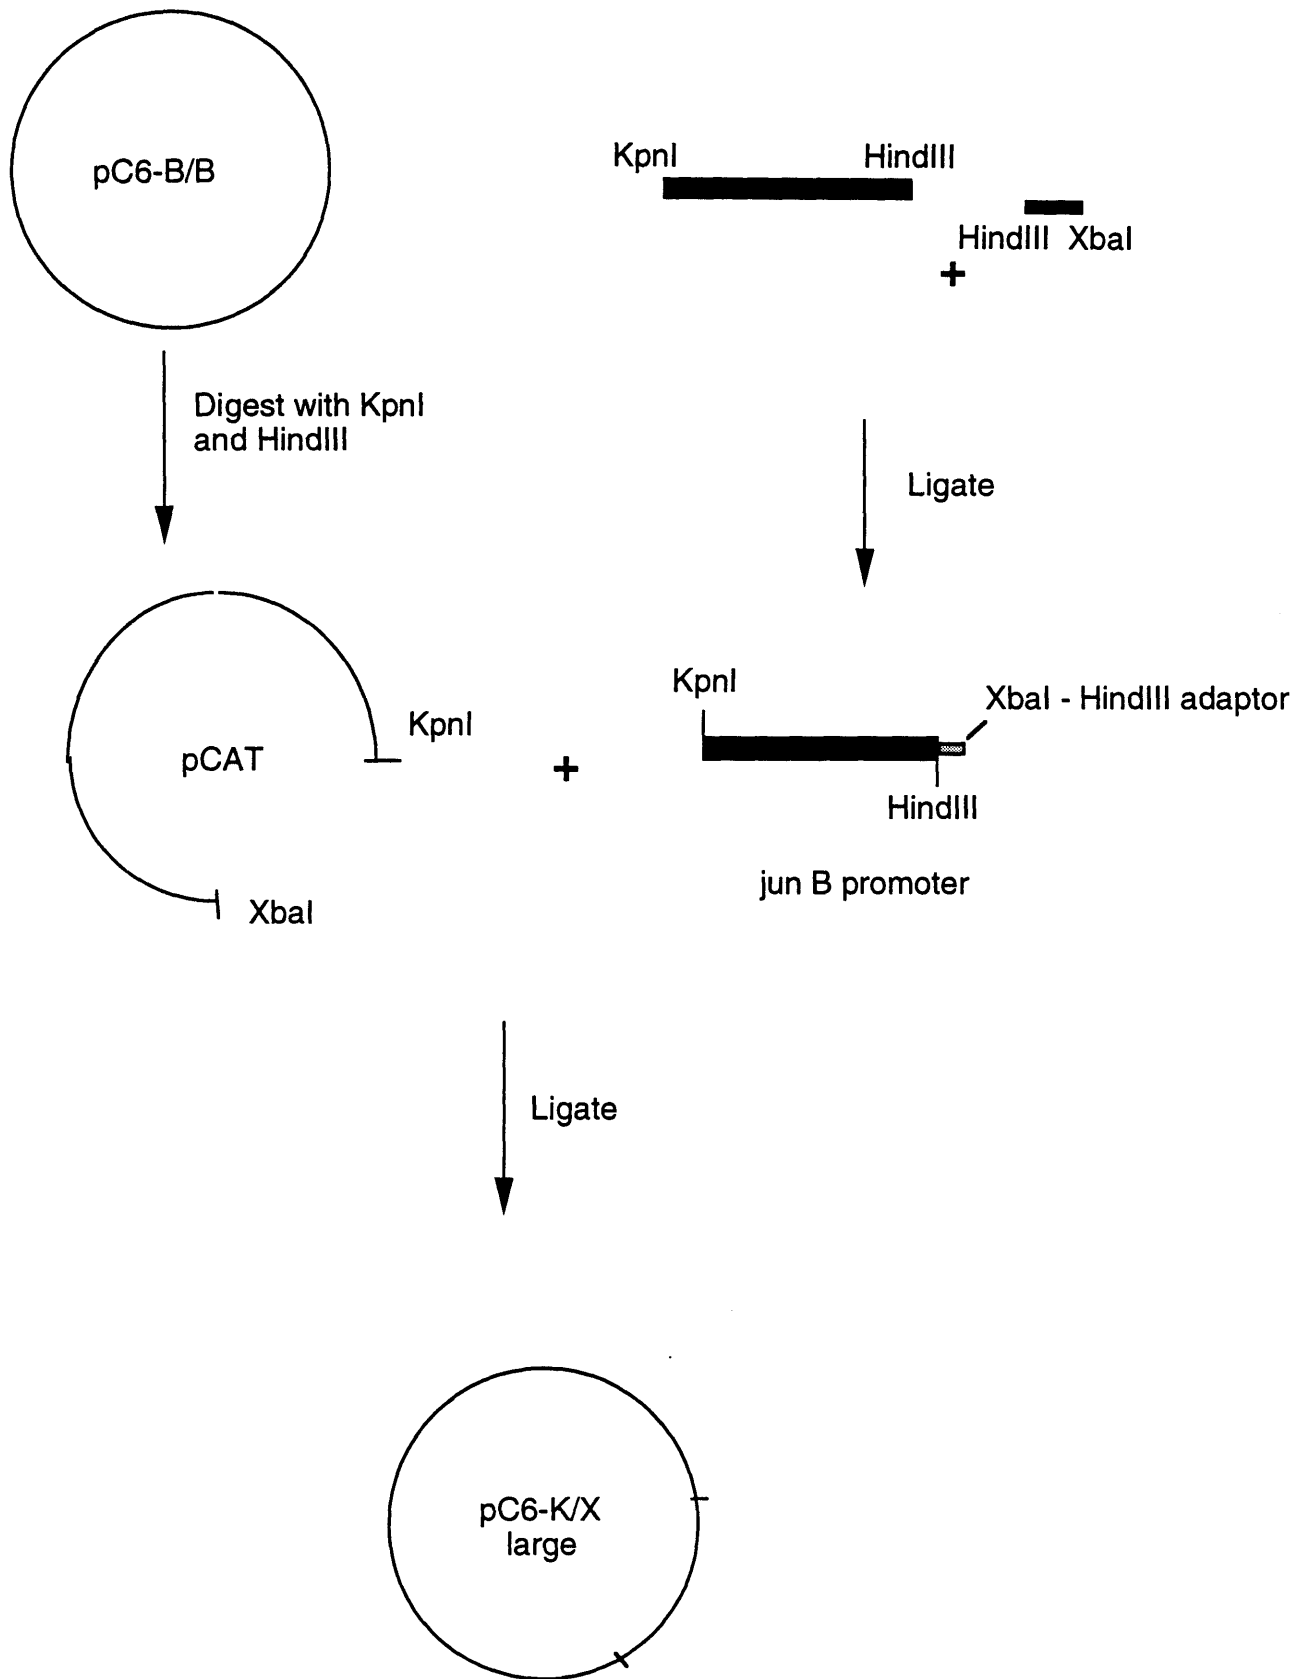 pC6-B/B
KpnI
HindIII
HindIII XbaI
+
Digest with KpnI
and HindIII
Ligate
pCAT
KpnI
XbaI
+
KpnI
XbaI - HindIII adaptor
HindIII
jun B promoter
Ligate
pC6-K/X
large